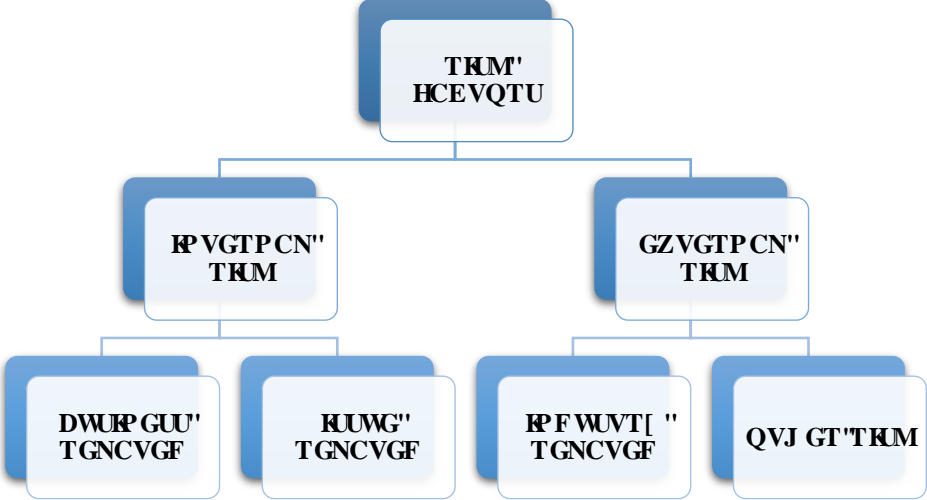 TKUM"
HCEVQTU
KPVGTPCN"
TKUM
GZVGTPCN"
TKUM
DWUKPGUU"
TGNCVGF
KUUWG"
TGNCVGF
KPFWUVT["
TGNCVGF
QVJGT"TKUM